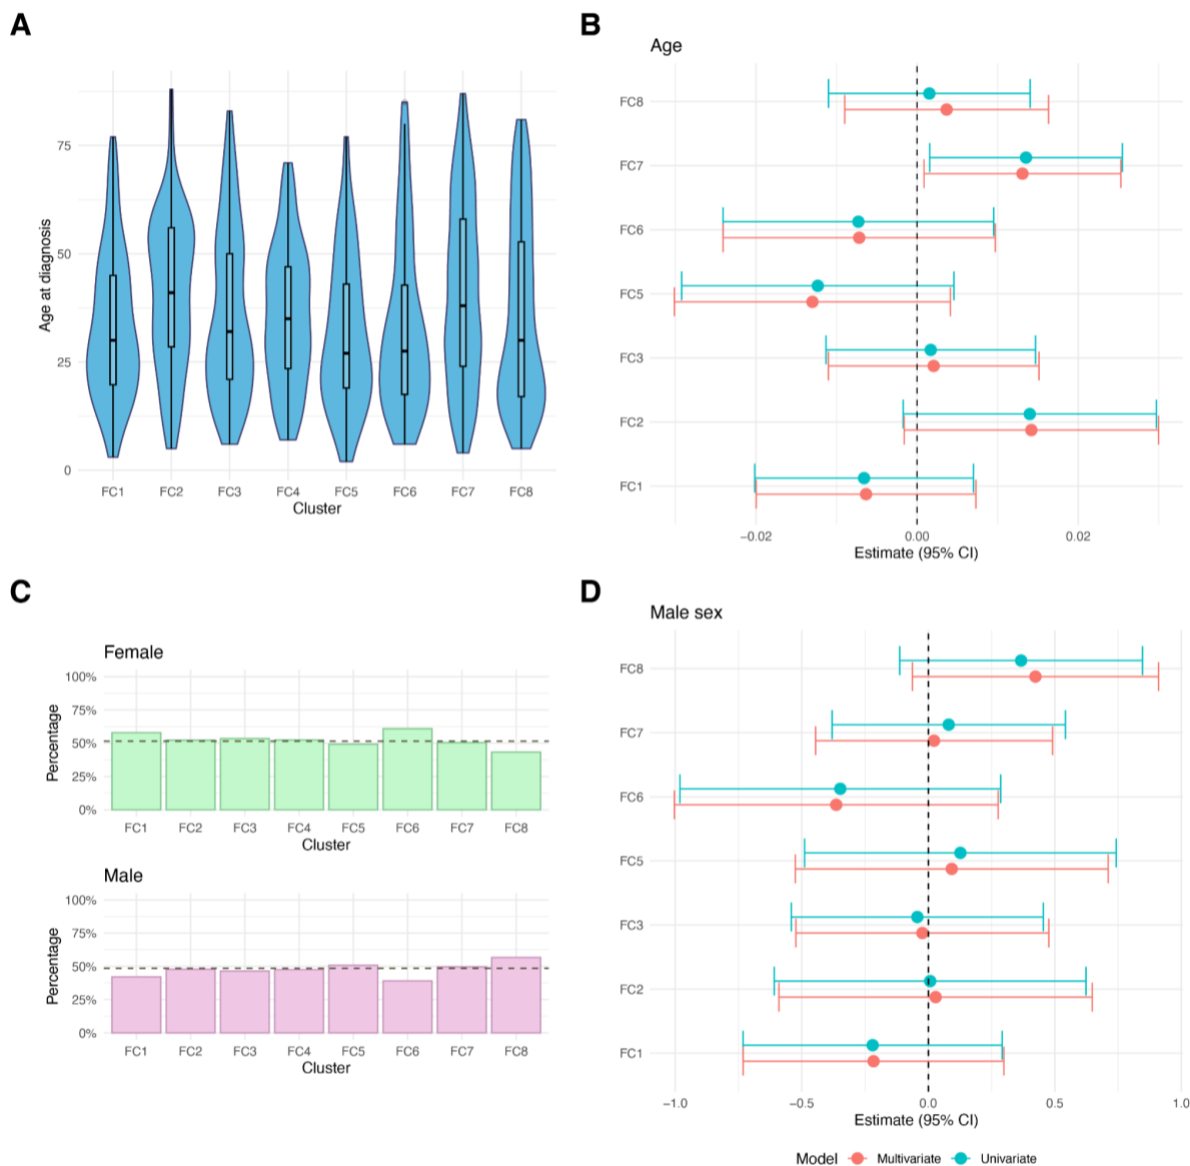 A
75
50
25
0
Age at diagnosis
FC1 FC2 FC3 FC4 FC5 FC6 FC7 FC8
Cluster
B
Age
FC8
FC7
FC6
FC5
FC3
FC2
FC1
−0.02 0.00 0.02
Estimate (95% CI)
C
Female
100%
75%
50%
25%
0%
Percentage
FC1 FC2 FC3 FC4 FC5 FC6 FC7 FC8
Cluster
Male
100%
75%
50%
25%
0%
Percentage
FC1 FC2 FC3 FC4 FC5 FC6 FC7 FC8
Cluster
D
Male sex
FC8
FC7
FC6
FC5
FC3
FC2
FC1
−1.0 −0.5 0.0 0.5 1.0
Estimate (95% CI)
Model Multivariate Univariate